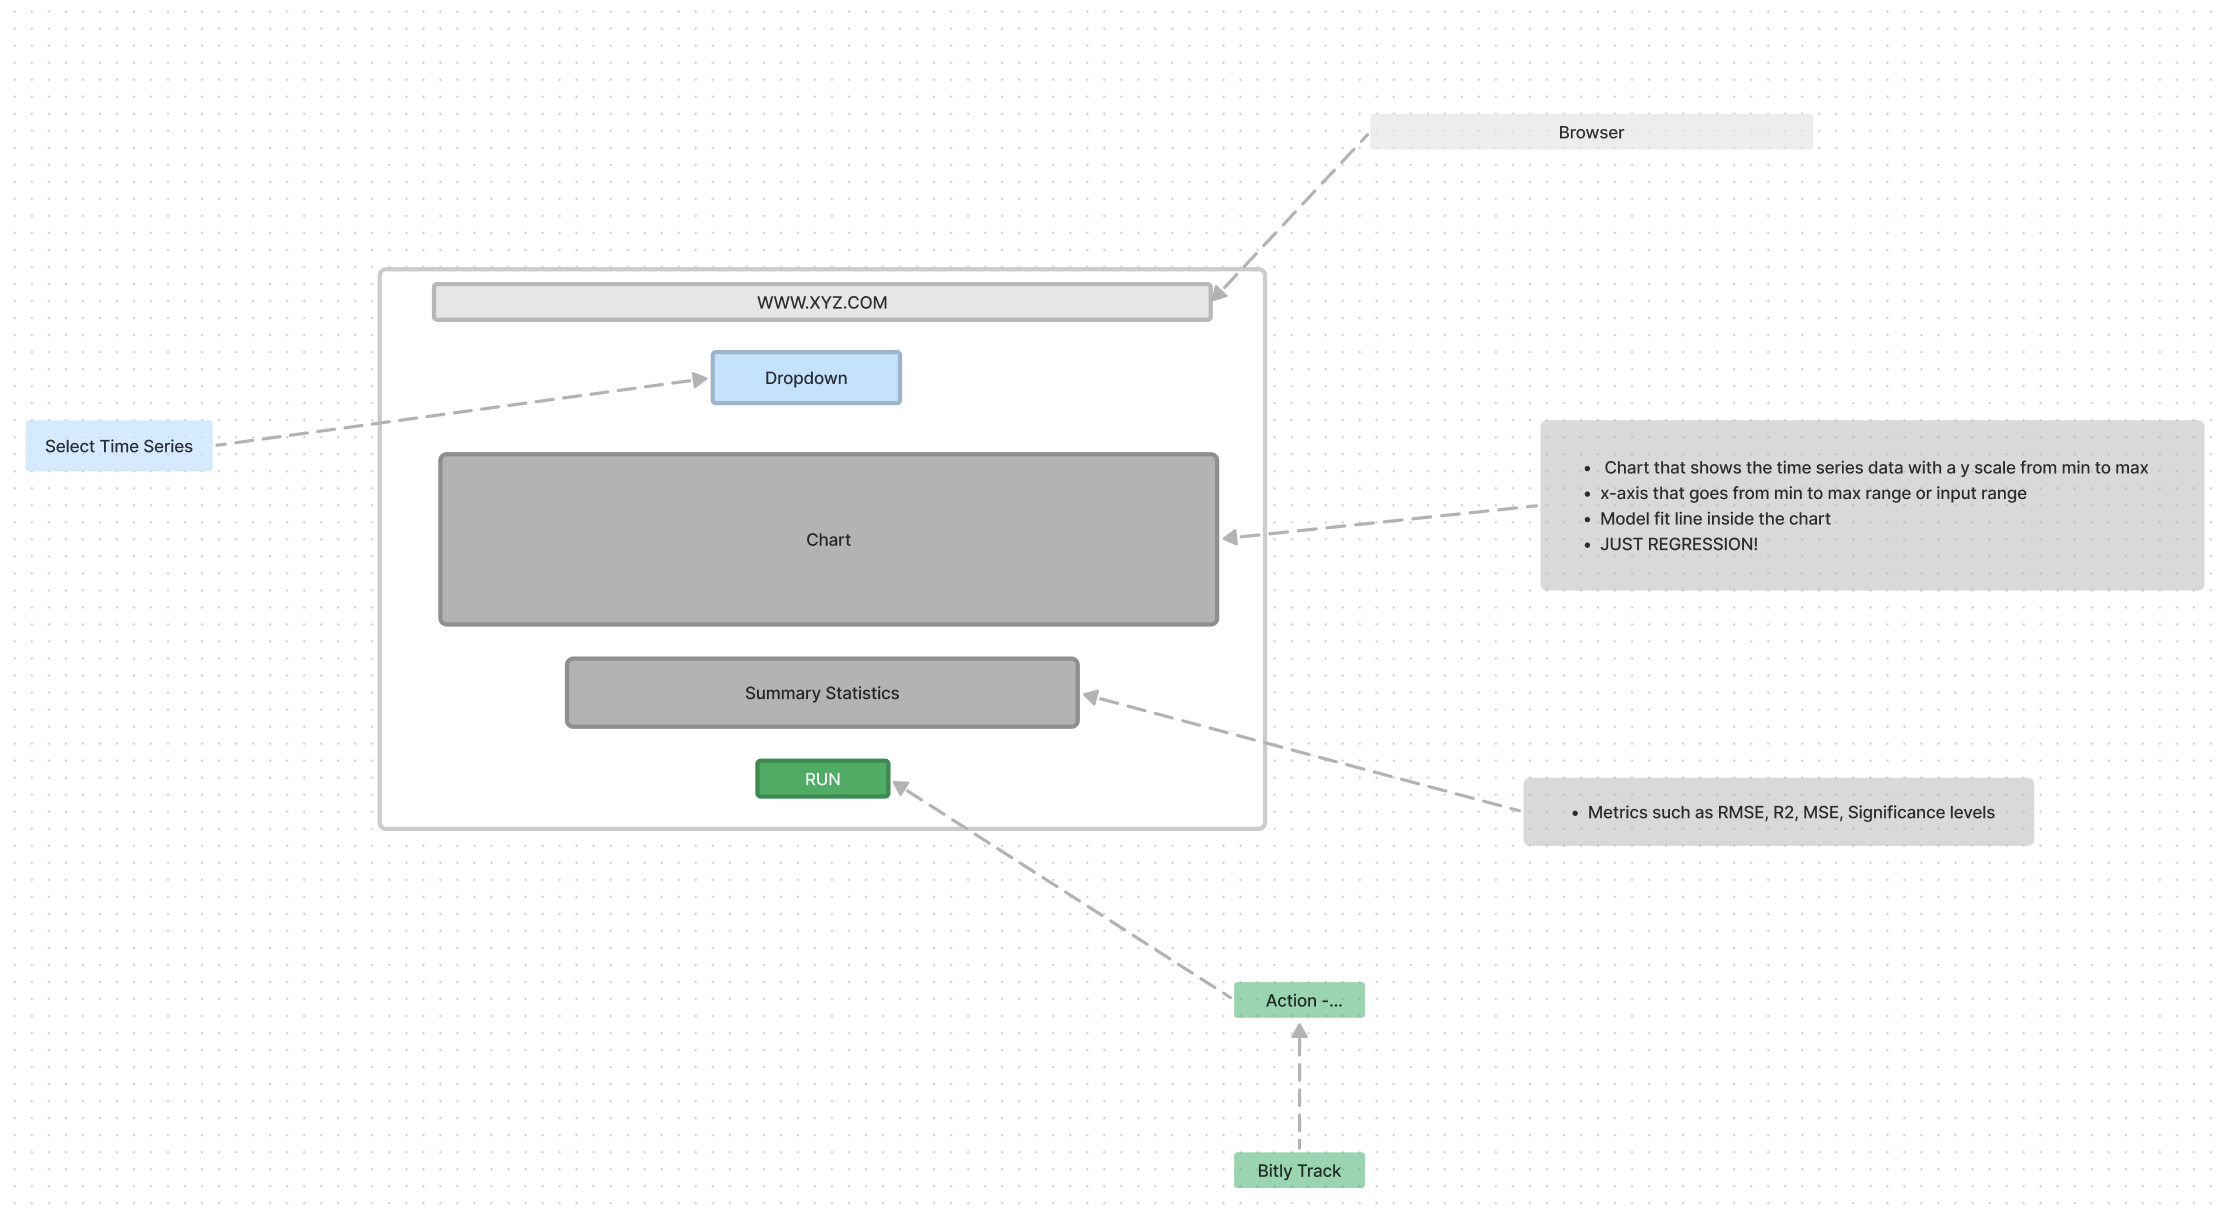 Browser
WWW.XYZ.COM
Dropdown
Select Time Series
Chart
• Chart that shows the time series data with a y scale from min to max
• x-axis that goes from min to max range or input range
• Model fit line inside the chart
• JUST REGRESSION!
Summary Statistics
RUN
• Metrics such as RMSE, R2, MSE, Significance levels
Action -...
Bitly Track